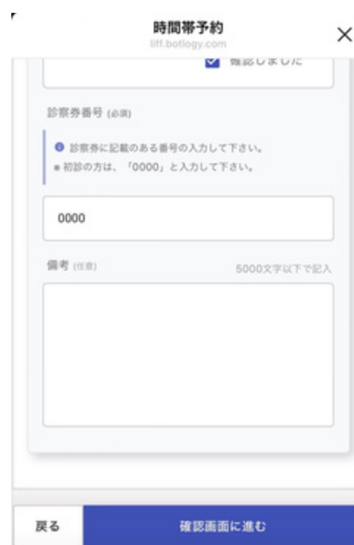 時間帯予約
liff.botlogy.com
確認しました
診察券番号 (必須)
診察券に記載のある番号の入力して下さい。
※初診の方は、「0000」と入力して下さい。
0000
備考 (任意)
5000文字以下で記入
戻る
確認画面に進む